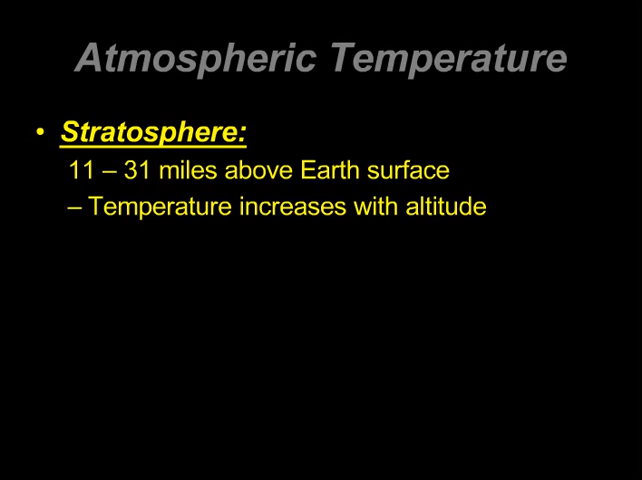 Atmospheric Temperature
• Stratosphere:
11 – 31 miles above Earth surface
– Temperature increases with altitude